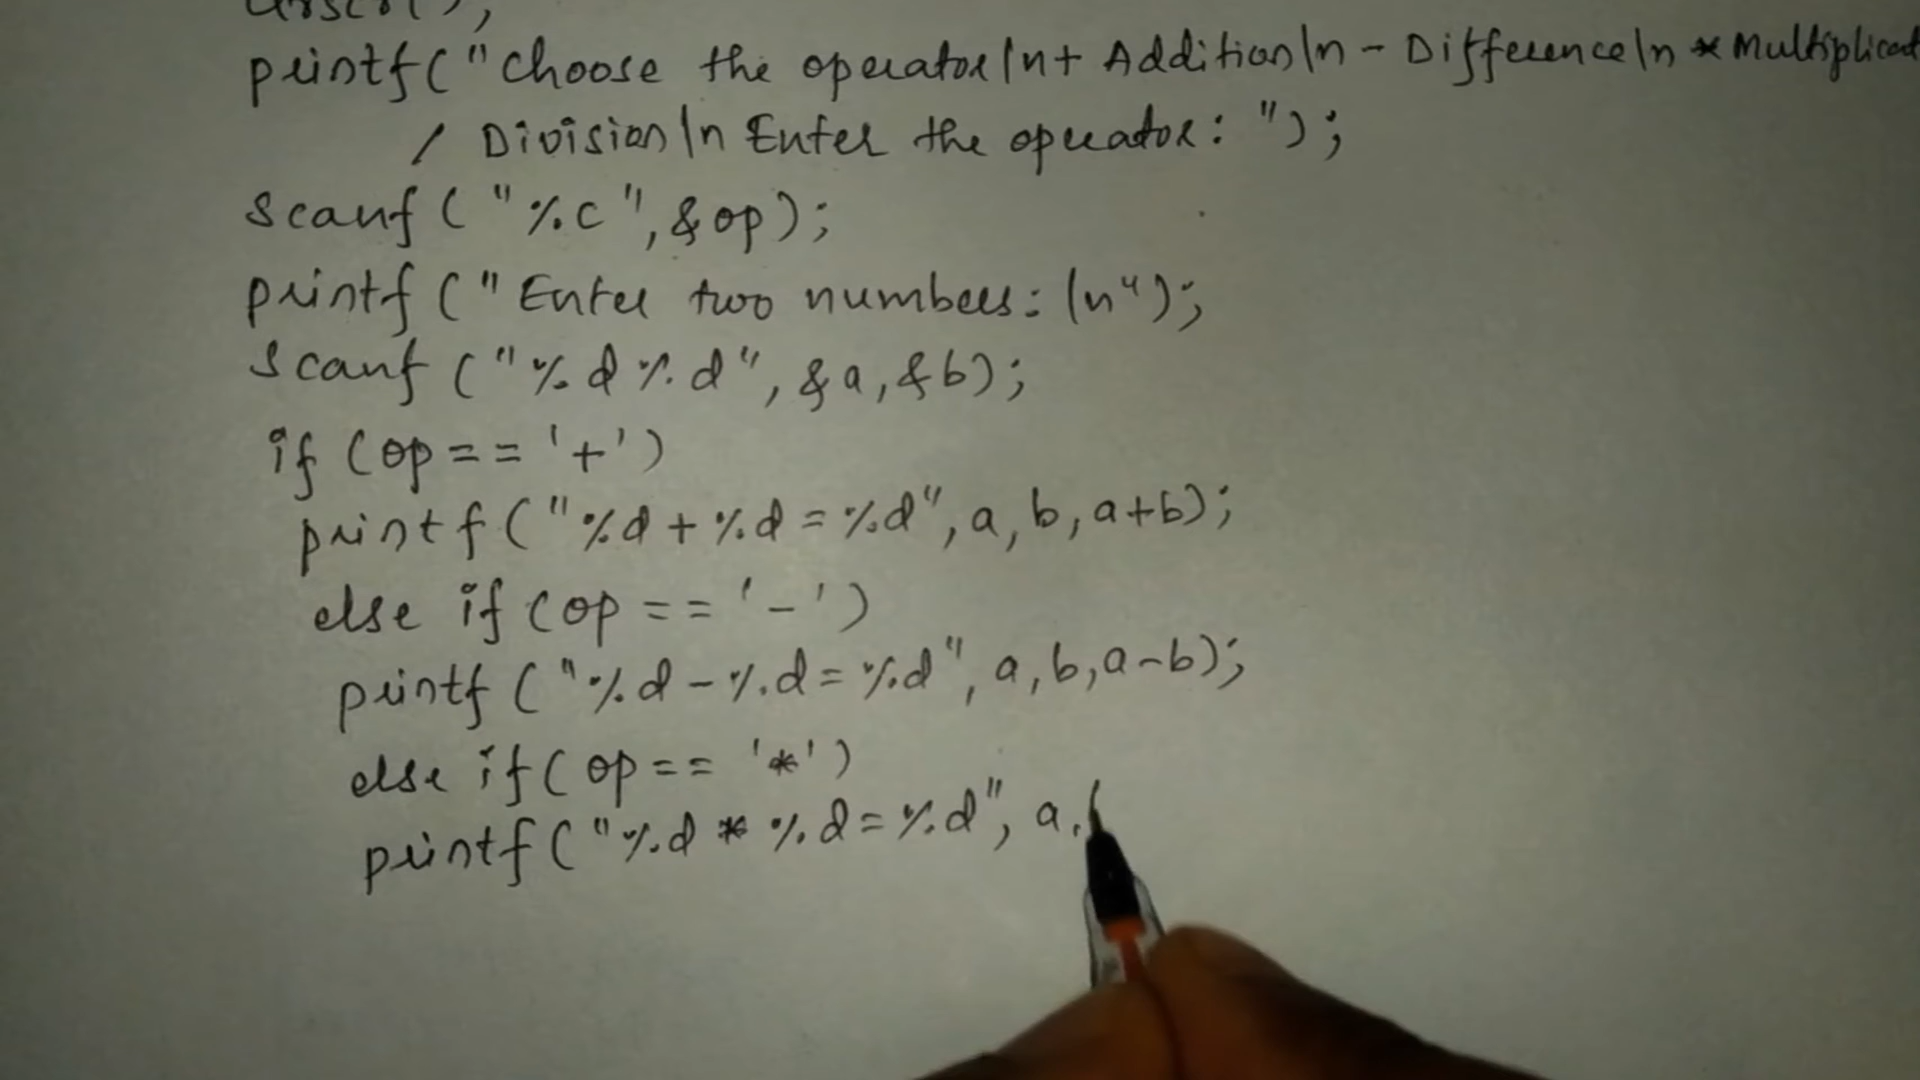 clrscr();
printf("Choose the operator\n+ Addition\n - Difference\n * Multiplicat
/ Division\n Enter the operator: ");
scanf("%c",&op);
printf("Enter two numbers: \n");
scanf("%d%d",&a,&b);
if (op=='+')
printf("%d+%d=%d",a,b,a+b);
else if (op=='-')
printf("%d-%d=%d",a,b,a-b);
else if(op=='*')
printf("%d*%d=%d",a,